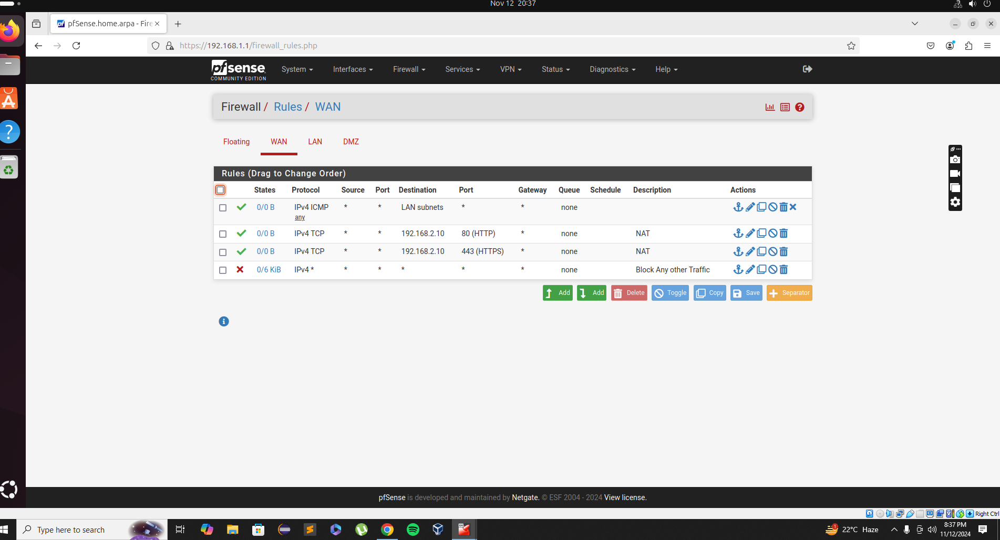 Nov 12 20:37
pfSense.home.arpa - Fire
https://192.168.1.1/firewall_rules.php
pfsense
COMMUNITY EDITION
System Interfaces Firewall Services VPN Status Diagnostics Help
Firewall / Rules / WAN
Floating WAN LAN DMZ
Rules (Drag to Change Order)
States Protocol Source Port Destination Port Gateway Queue Schedule Description Actions
0/0 B IPv4 ICMP * * LAN subnets * * none
any
0/0 B IPv4 TCP * * 192.168.2.10 80 (HTTP) * none NAT
0/0 B IPv4 TCP * * 192.168.2.10 443 (HTTPS) * none NAT
0/6 KiB IPv4 * * * * * * none Block Any other Traffic
Add Add Delete Toggle Copy Save Separator
pfSense is developed and maintained by Netgate. © ESF 2004 - 2024 View license.
Right Ctrl
Type here to search
1
22°C Haze
8:37 PM
11/12/2024